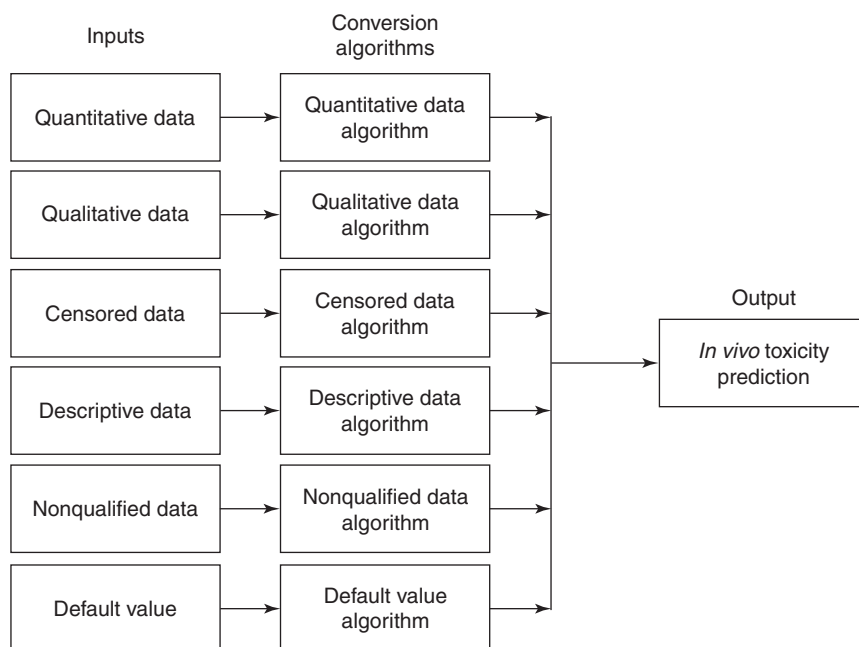 Inputs
Conversion
algorithms
Quantitative data
Quantitative data
algorithm
Qualitative data
Qualitative data
algorithm
Censored data
Censored data
algorithm
Descriptive data
Descriptive data
algorithm
Nonqualified data
Nonqualified data
algorithm
Default value
Default value
algorithm
Output
In vivo toxicity
prediction